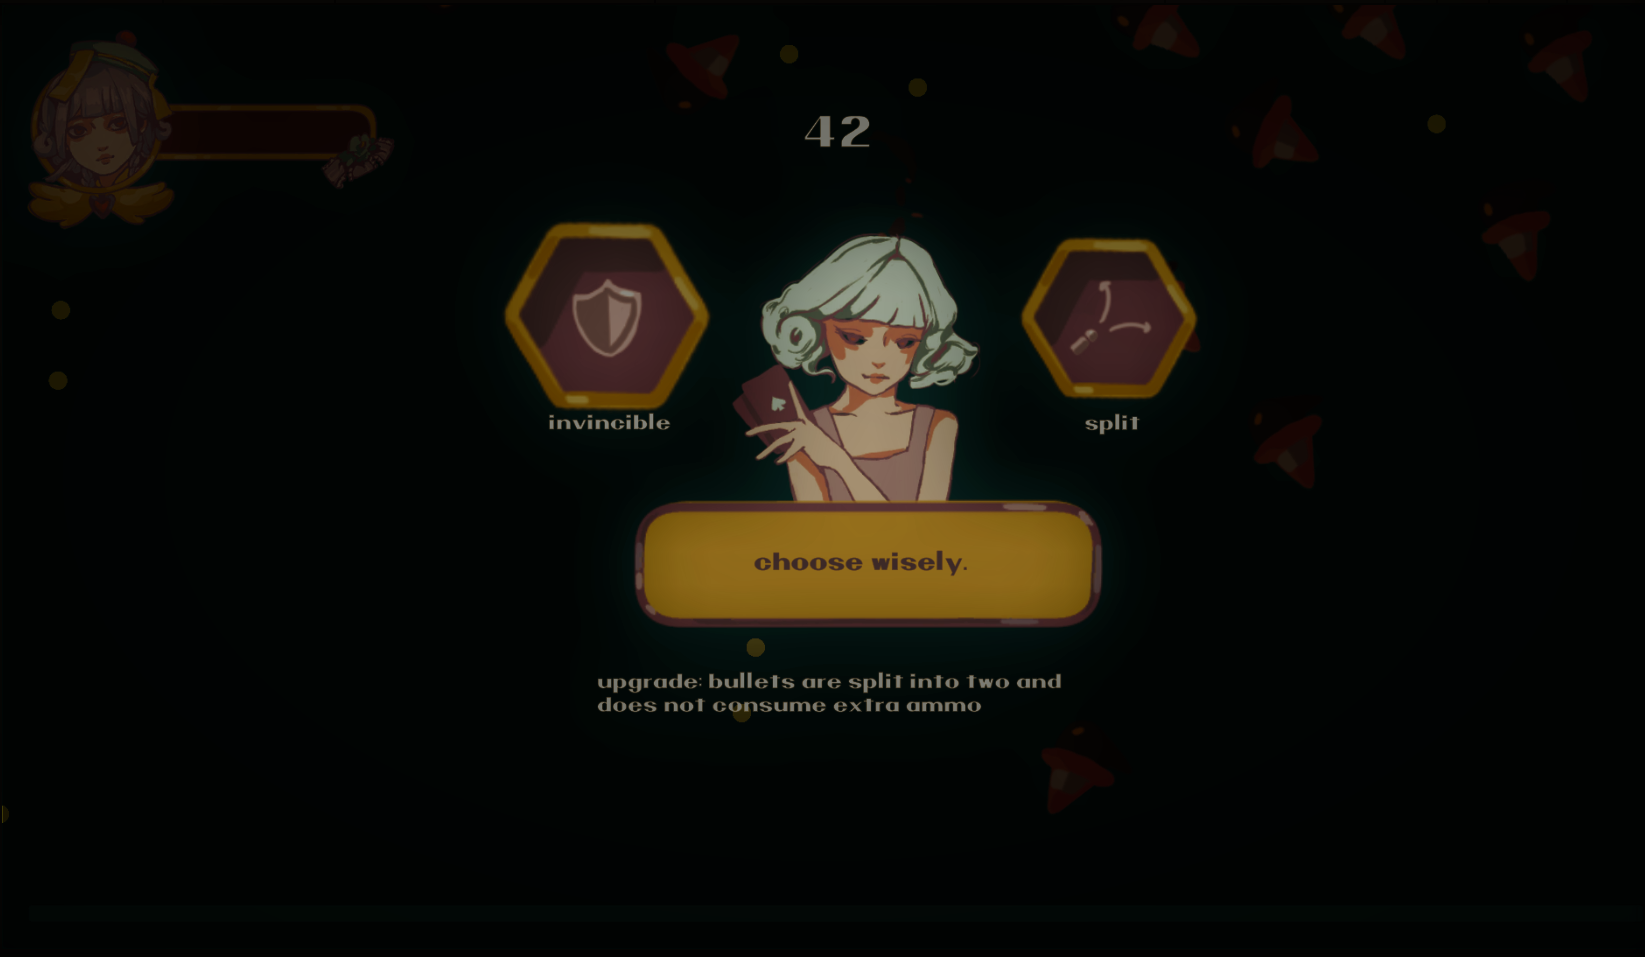 42
invincible
split
choose wisely.
upgrade: bullets are split into two and
does not consume extra ammo